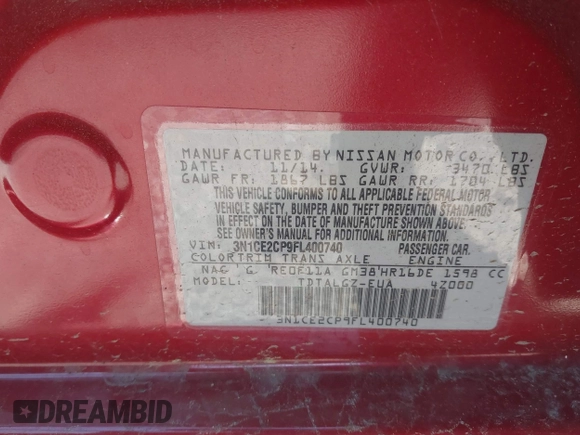 MANUFACTURED BY NISSAN MOTOR CO., LTD.
DATE: 11/14. GVWR: 3470 LBS
GAWR FR: 1867 LBS GAWR RR: 1704 LBS
THIS VEHICLE CONFORMS TO ALL APPLICABLE FEDERAL MOTOR
VEHICLE SAFETY, BUMPER AND THEFT PREVENTION STANDARDS
IN EFFECT ON THE DATE OF MANUFACTURE SHOWN ABOVE.
SEE OWNER'S MANUAL FOR ADDITIONAL INFORMATION.
VIN: 3N1CE2CP9FL400740 PASSENGER CAR.
COLOR TRIM TRANS AXLE ENGINE
NAC G RE0F11A GM38 HR16DE 1598 CC
MODEL: TDTALGZ-EUA 4Z000
3N1CE2CP9FL400740
DREAMBID